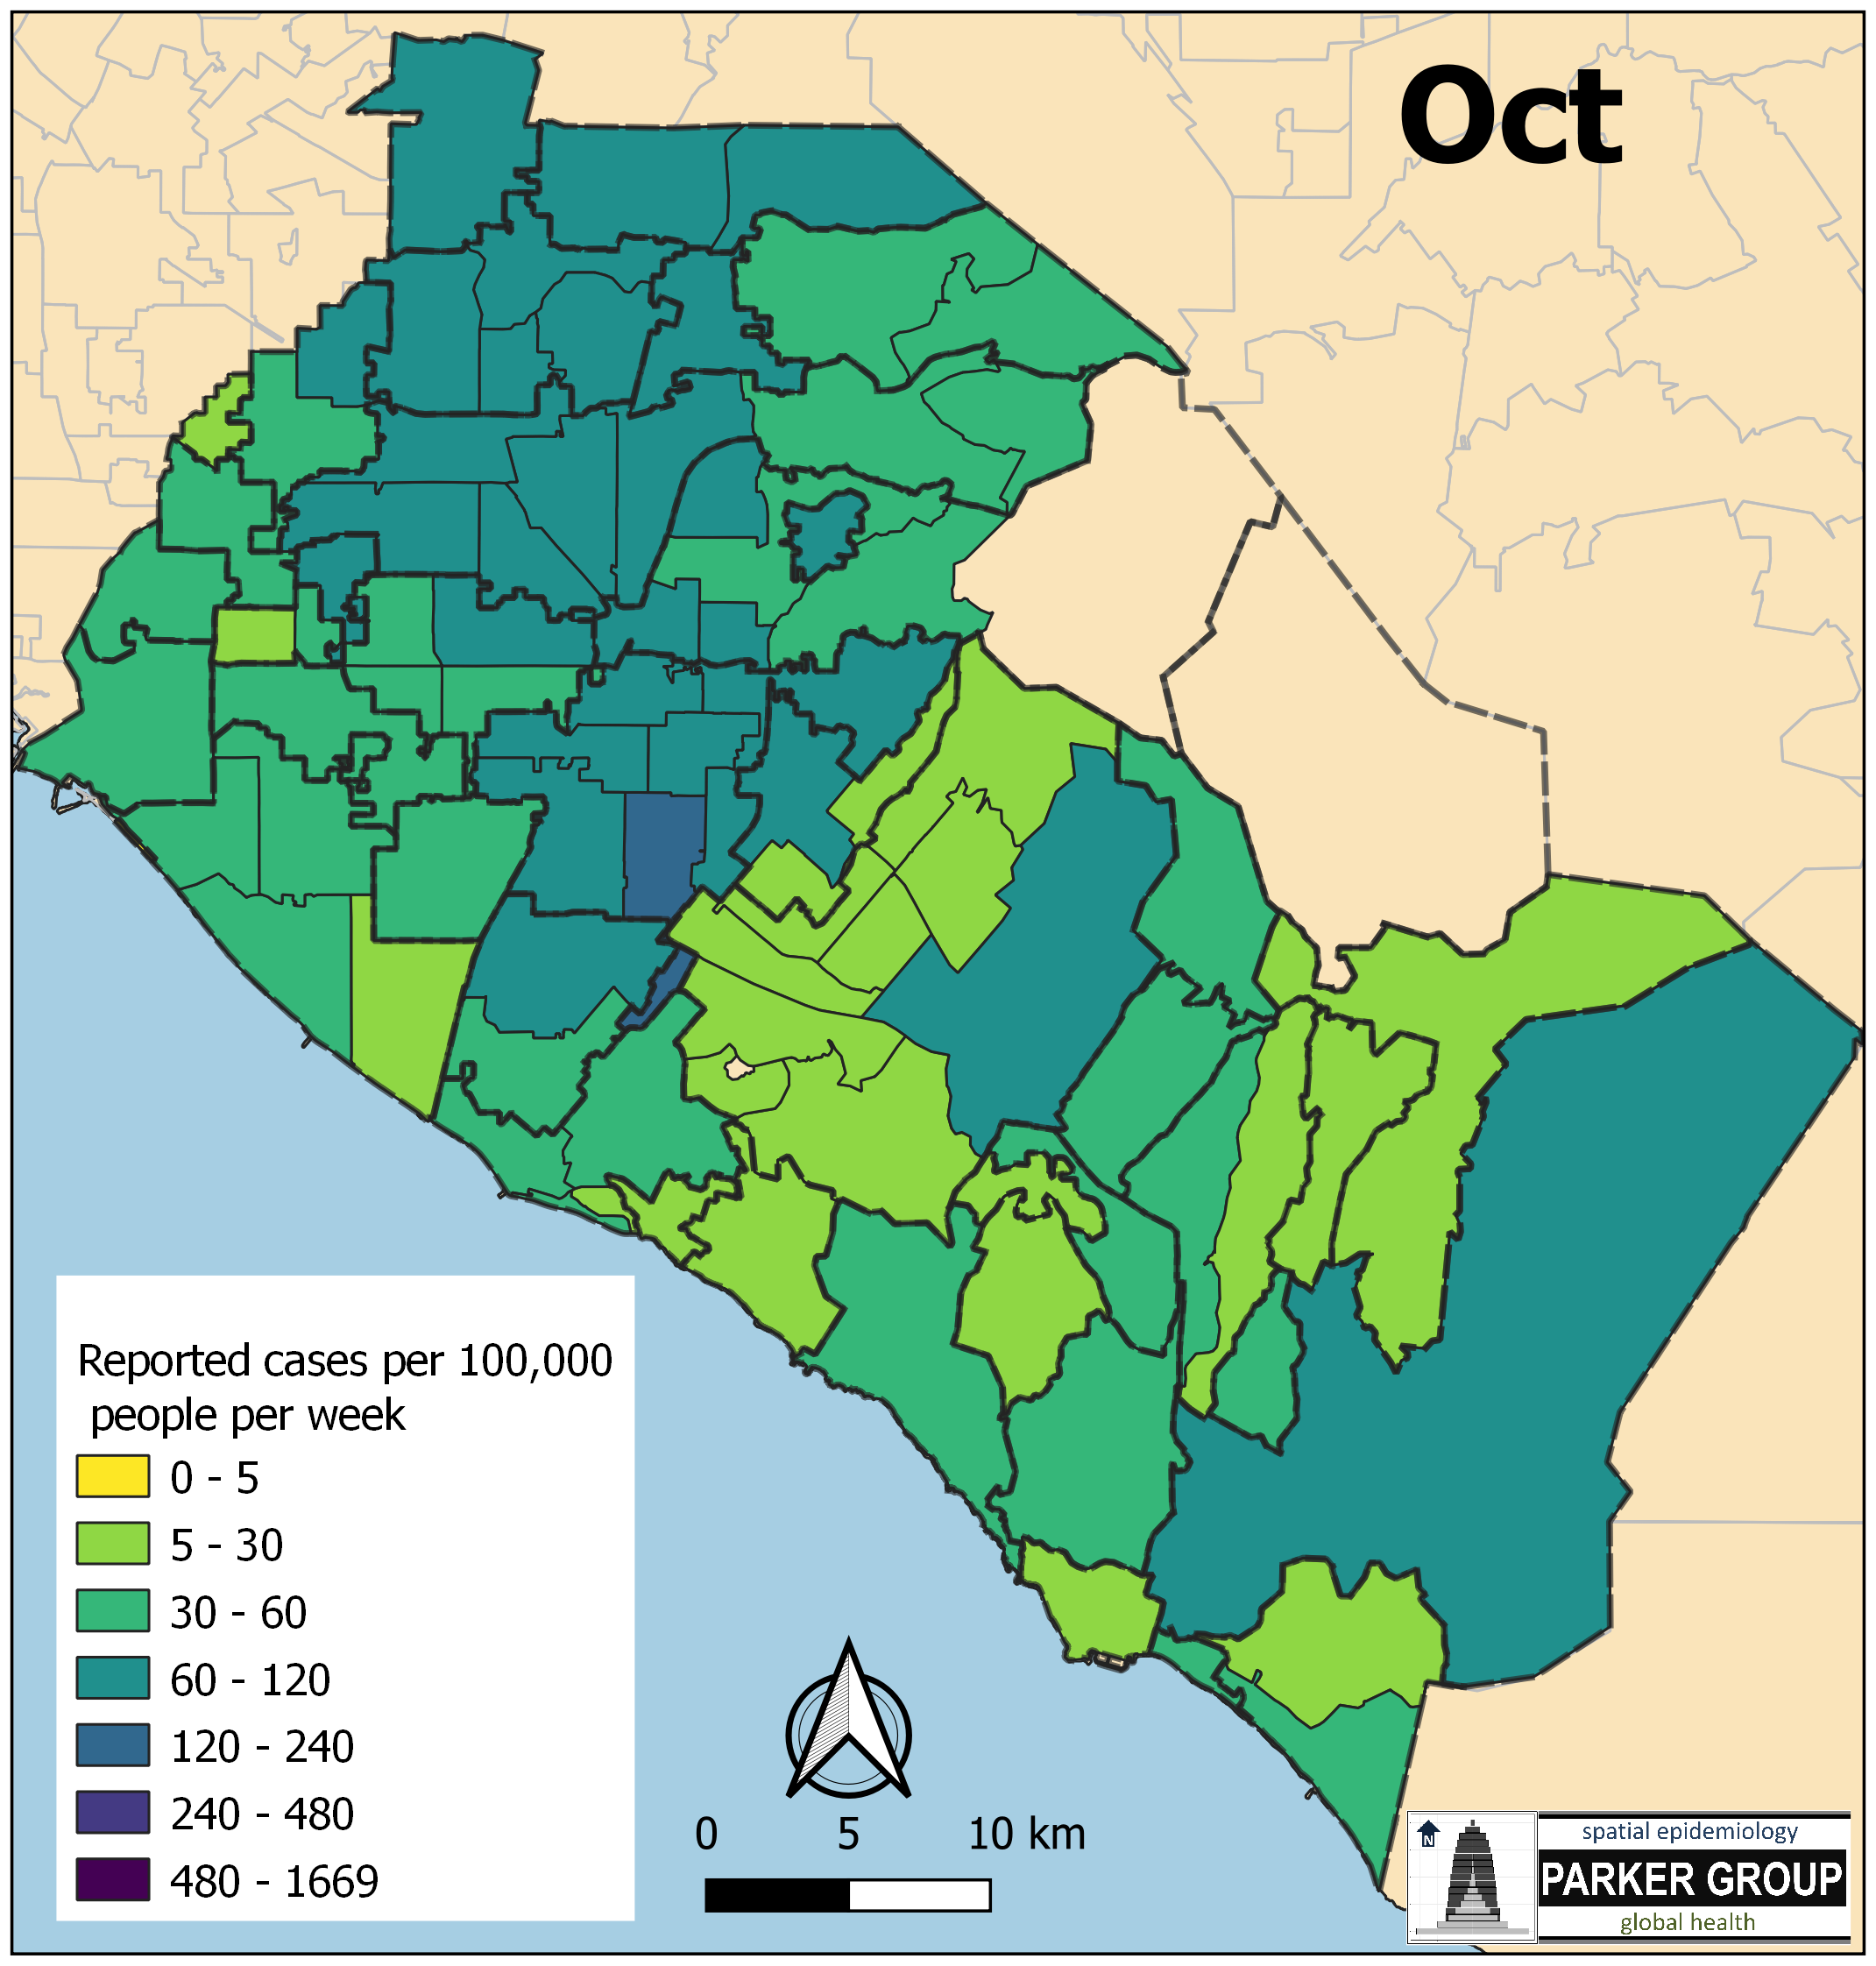 Oct
Reported cases per 100,000
people per week
0 - 5
5 - 30
30 - 60
60 - 120
120 - 240
240 - 480
480 - 1669
0 5 10 km
N
spatial epidemiology
PARKER GROUP
global health